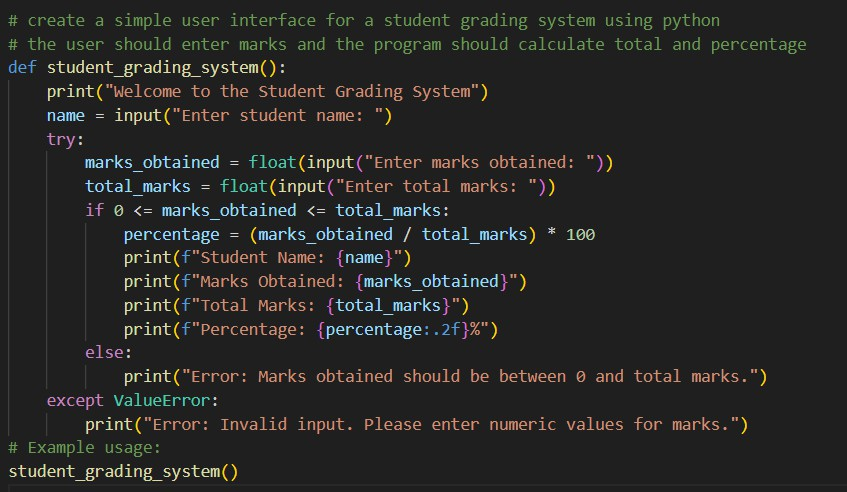 # create a simple user interface for a student grading system using python
# the user should enter marks and the program should calculate total and percentage
def student_grading_system():
    print("Welcome to the Student Grading System")
    name = input("Enter student name: ")
    try:
        marks_obtained = float(input("Enter marks obtained: "))
        total_marks = float(input("Enter total marks: "))
        if 0 <= marks_obtained <= total_marks:
            percentage = (marks_obtained / total_marks) * 100
            print(f"Student Name: {name}")
            print(f"Marks Obtained: {marks_obtained}")
            print(f"Total Marks: {total_marks}")
            print(f"Percentage: {percentage:.2f}%")
        else:
            print("Error: Marks obtained should be between 0 and total marks.")
    except ValueError:
        print("Error: Invalid input. Please enter numeric values for marks.")
# Example usage:
student_grading_system()